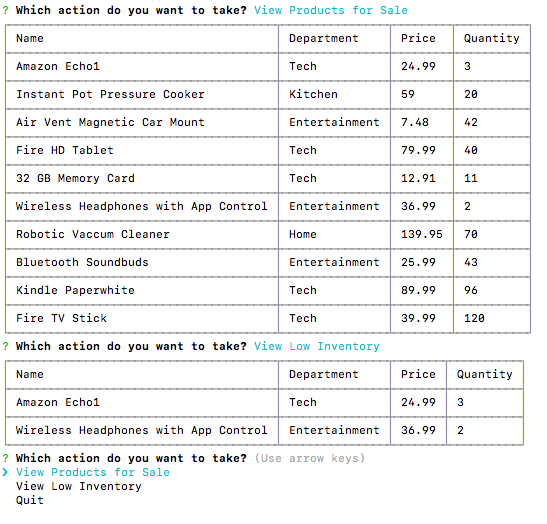 ? Which action do you want to take? View Products for Sale
Name Department Price Quantity
Amazon Echo1 Tech 24.99 3
Instant Pot Pressure Cooker Kitchen 59 20
Air Vent Magnetic Car Mount Entertainment 7.48 42
Fire HD Tablet Tech 79.99 40
32 GB Memory Card Tech 12.91 11
Wireless Headphones with App Control Entertainment 36.99 2
Robotic Vaccum Cleaner Home 139.95 70
Bluetooth Soundbuds Entertainment 25.99 43
Kindle Paperwhite Tech 89.99 96
Fire TV Stick Tech 39.99 120
? Which action do you want to take? View Low Inventory
Name Department Price Quantity
Amazon Echo1 Tech 24.99 3
Wireless Headphones with App Control Entertainment 36.99 2
? Which action do you want to take? (Use arrow keys)
❯ View Products for Sale
View Low Inventory
Quit